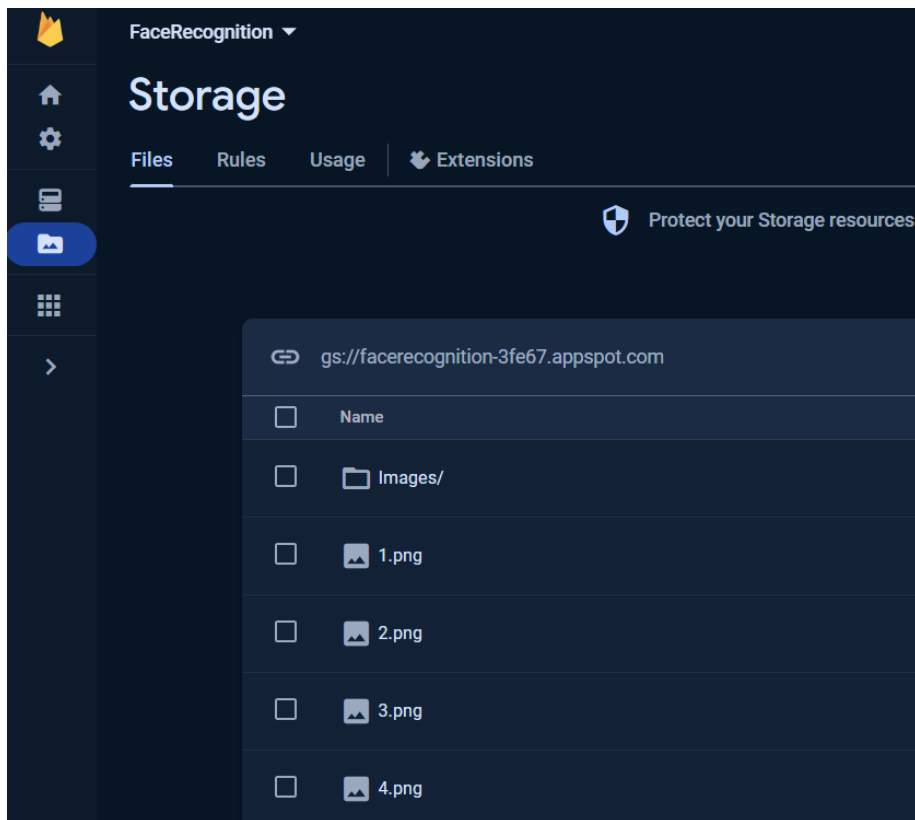 FaceRecognition
Storage
Files Rules Usage Extensions
Protect your Storage resources
gs://facerecognition-3fe67.appspot.com
Name
Images/
1.png
2.png
3.png
4.png